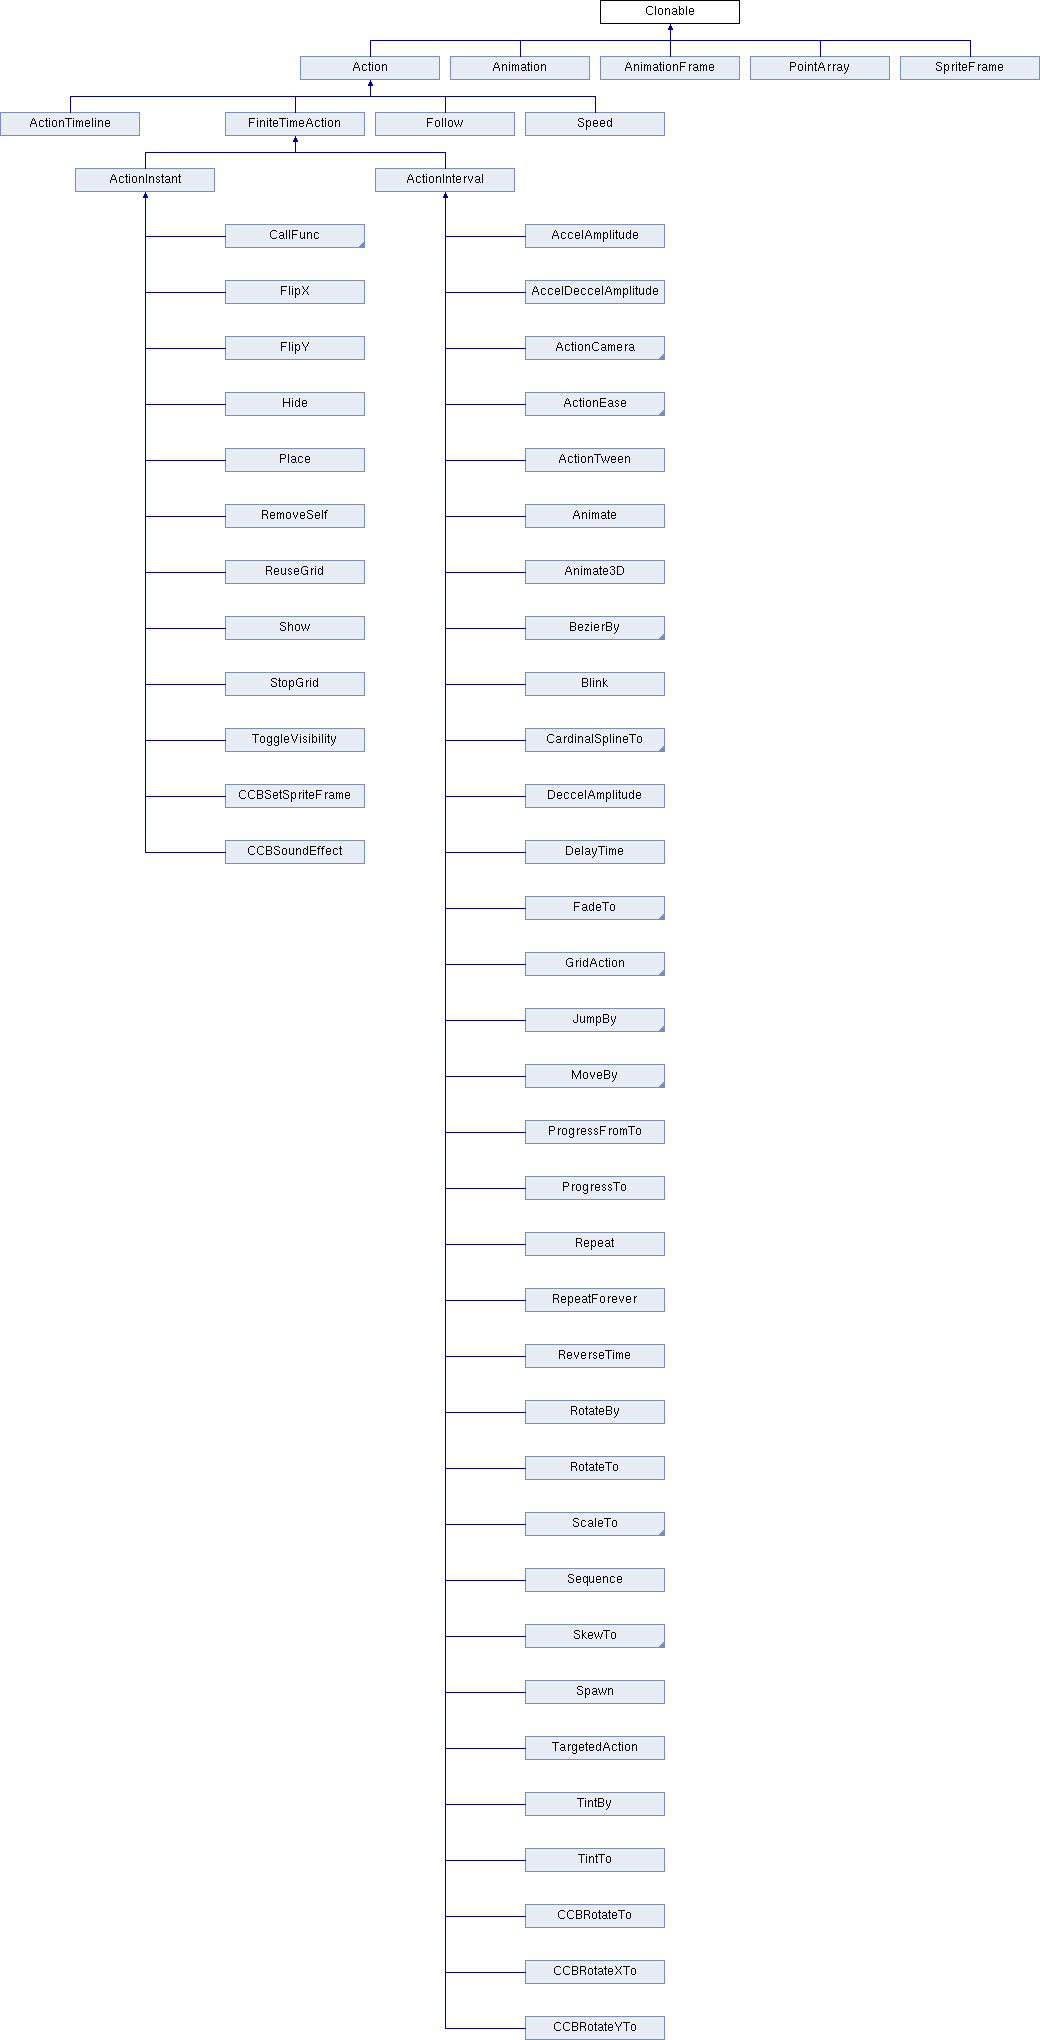 Clonable
Action
Animation
AnimationFrame
PointArray
SpriteFrame
ActionTimeline
FiniteTimeAction
Follow
Speed
ActionInstant
ActionInterval
CallFunc
AccelAmplitude
FlipX
AccelDeccelAmplitude
FlipY
ActionCamera
Hide
ActionEase
Place
ActionTween
RemoveSelf
Animate
ReuseGrid
Animate3D
Show
BezierBy
StopGrid
Blink
ToggleVisibility
CardinalSplineTo
CCBSetSpriteFrame
DeccelAmplitude
CCBSoundEffect
DelayTime
FadeTo
GridAction
JumpBy
MoveBy
ProgressFromTo
ProgressTo
Repeat
RepeatForever
ReverseTime
RotateBy
RotateTo
ScaleTo
Sequence
SkewTo
Spawn
TargetedAction
TintBy
TintTo
CCBRotateTo
CCBRotateXTo
CCBRotateYTo